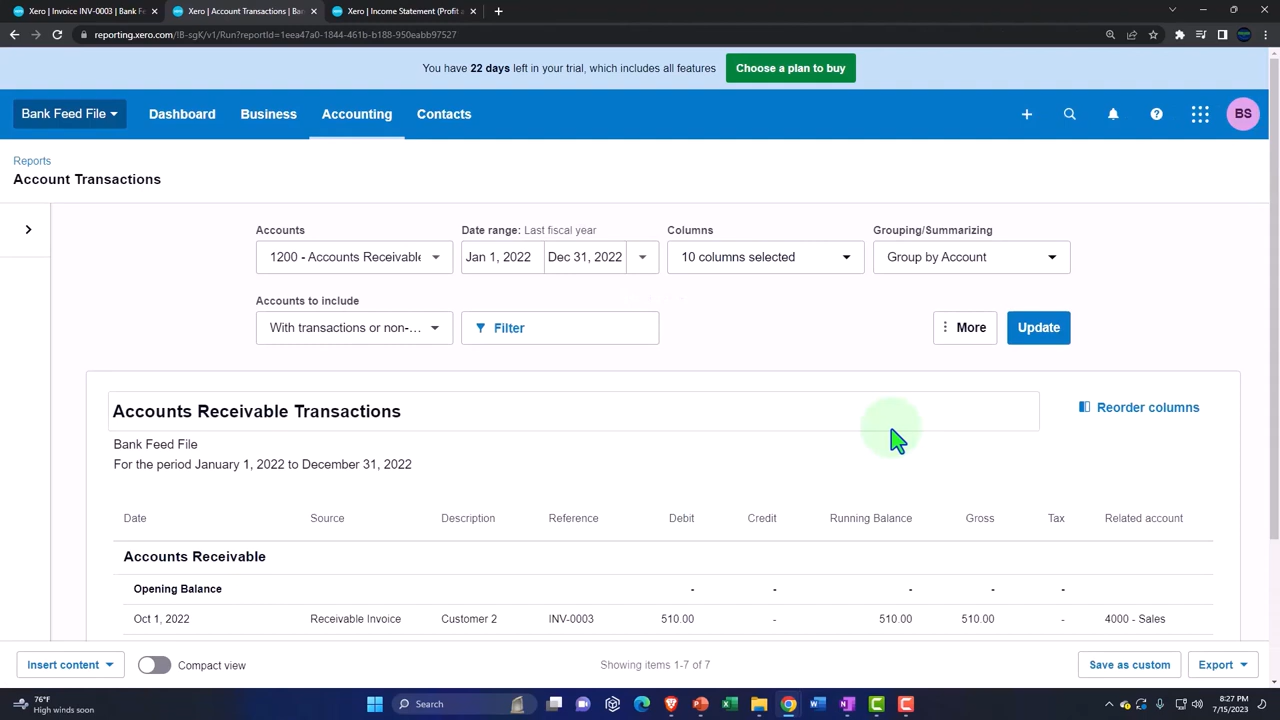 Xero | Invoice INV-0003 | Bank Fe
Xero | Account Transactions | Ban
Xero | Income Statement (Profit a
reporting.xero.com/IB-sgK/v1/Run?reportId=1eea47a0-1844-461b-b188-950eabb97527
You have 22 days left in your trial, which includes all features
Choose a plan to buy
Bank Feed File
Dashboard
Business
Accounting
Contacts
BS
Reports
Account Transactions
Accounts
Date range: Last fiscal year
Columns
Grouping/Summarizing
1200 - Accounts Receivable
Jan 1, 2022
Dec 31, 2022
10 columns selected
Group by Account
Accounts to include
With transactions or non-...
Filter
More
Update
Accounts Receivable Transactions
Reorder columns
Bank Feed File
For the period January 1, 2022 to December 31, 2022
Date Source Description Reference Debit Credit Running Balance Gross Tax Related account
Accounts Receivable
Opening Balance - - - - -
Oct 1, 2022 Receivable Invoice Customer 2 INV-0003 510.00 - 510.00 510.00 - 4000 - Sales
Insert content
Compact view
Showing items 1-7 of 7
Save as custom
Export
76°F
High winds soon
Search
8:27 PM
7/15/2023